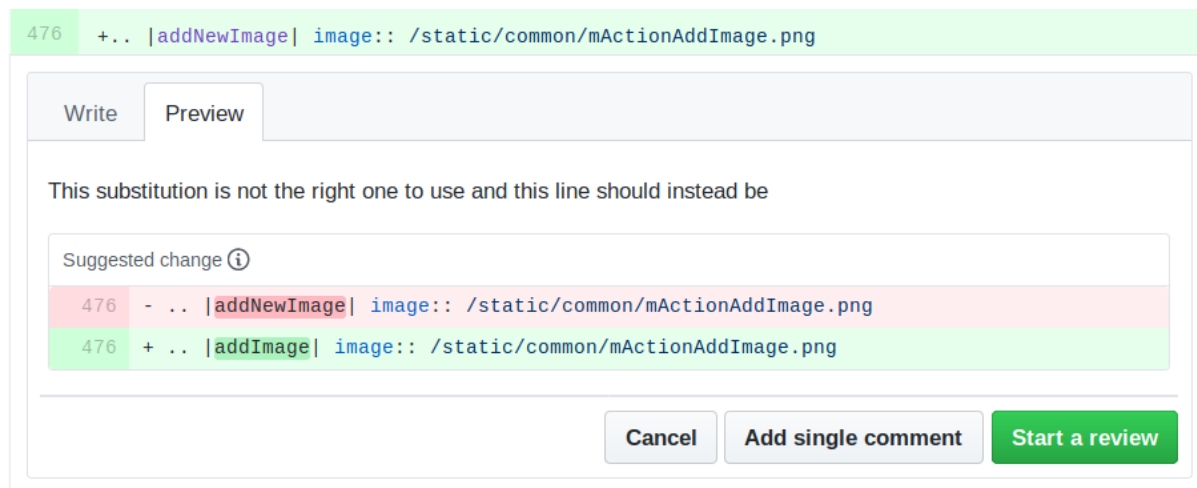 476 +.. |addNewImage| image:: /static/common/mActionAddImage.png
Write Preview
This substitution is not the right one to use and this line should instead be
Suggested change
476 - .. |addNewImage| image:: /static/common/mActionAddImage.png
476 + .. |addImage| image:: /static/common/mActionAddImage.png
Cancel Add single comment Start a review